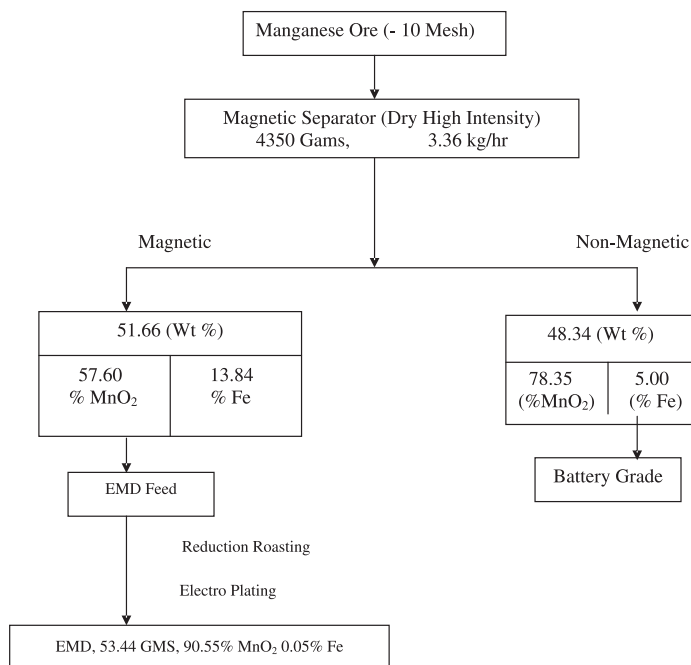 Manganese Ore (- 10 Mesh)
Magnetic Separator (Dry High Intensity)
4350 Gams, 3.36 kg/hr
Magnetic
Non-Magnetic
51.66 (Wt %)
57.60
% MnO₂
13.84
% Fe
48.34 (Wt %)
78.35
(%MnO₂)
5.00
(% Fe)
EMD Feed
Battery Grade
Reduction Roasting
Electro Plating
EMD, 53.44 GMS, 90.55% MnO₂ 0.05% Fe